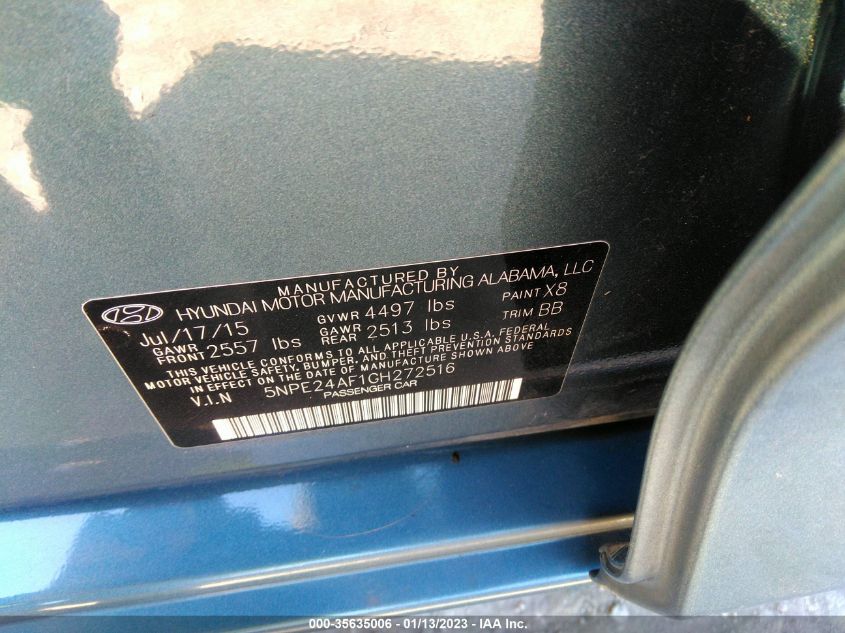 MANUFACTURED BY
HYUNDAI MOTOR MANUFACTURING ALABAMA, LLC
Jul/17/15 GVWR 4497 lbs PAINT X8
GAWR FRONT 2557 lbs GAWR REAR 2513 lbs TRIM BB
THIS VEHICLE CONFORMS TO ALL APPLICABLE U.S.A. FEDERAL
MOTOR VEHICLE SAFETY, BUMPER, AND THEFT PREVENTION STANDARDS
IN EFFECT ON THE DATE OF MANUFACTURE SHOWN ABOVE
V.I.N 5NPE24AF1GH272516
PASSENGER CAR
000-35635006 - 01/13/2023 - IAA Inc.